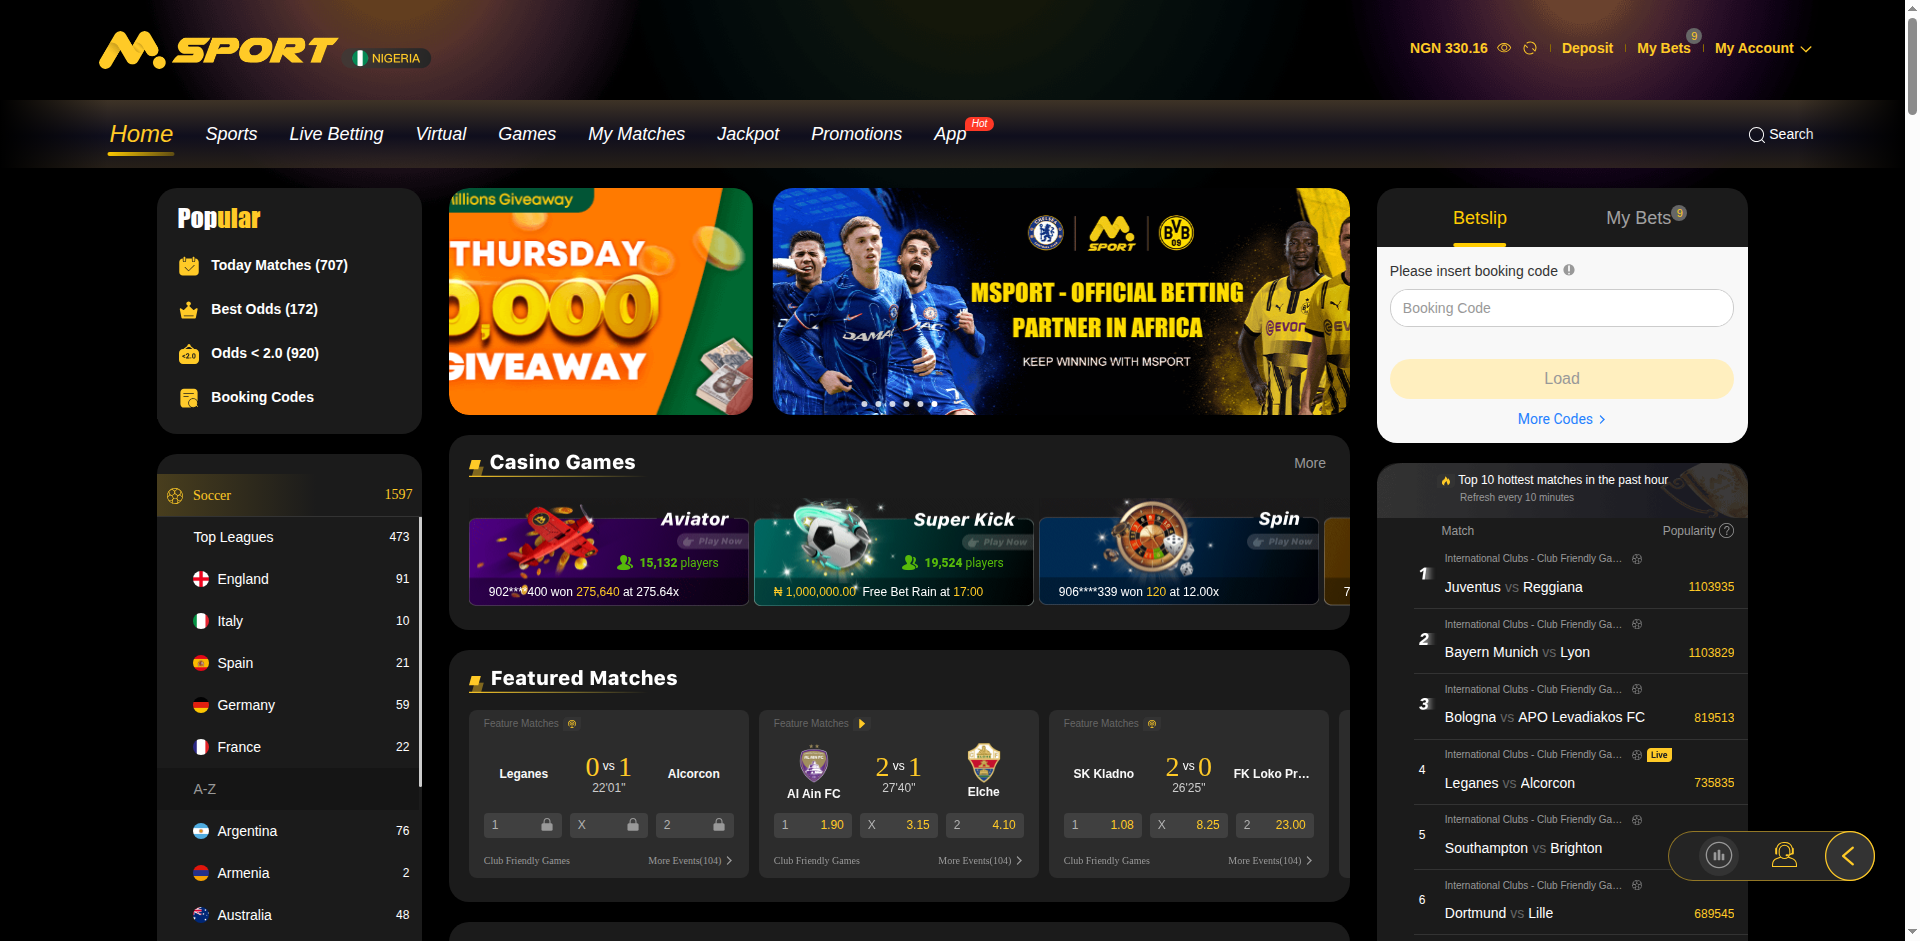 M.SPORT
NIGERIA
NGN 330.16
Deposit
My Bets
9
My Account
Home
Sports
Live Betting
Virtual
Games
My Matches
Jackpot
Promotions
App
Hot
Search
Popular
Today Matches (707)
Best Odds (172)
<2.0
Odds < 2.0 (920)
Booking Codes
Soccer
1597
Top Leagues
473
England
91
Italy
10
Spain
21
Germany
59
France
22
A-Z
Argentina
76
Armenia
2
Australia
48
illions Giveaway
THURSDAY
0,000
GIVEAWAY
CHELSEA
M.
SPORT
BVB
09
MSPORT - OFFICIAL BETTING
PARTNER IN AFRICA
KEEP WINNING WITH MSPORT
Casino Games
More
Aviator
Play Now
15,132 players
902****400 won 275,640 at 275.64x
Super Kick
Play Now
19,524 players
₦ 1,000,000.00 Free Bet Rain at 17:00
Spin
Play Now
906****339 won 120 at 12.00x
7
Featured Matches
Feature Matches
Leganes
0 vs 1
22'01"
Alcorcon
1
X
2
Club Friendly Games
More Events(104)
Feature Matches
Al Ain FC
2 vs 1
27'40"
Elche
1 1.90
X 3.15
2 4.10
Club Friendly Games
More Events(104)
Feature Matches
SK Kladno
2 vs 0
26'25"
FK Loko Pr...
1 1.08
X 8.25
2 23.00
Club Friendly Games
More Events(104)
Betslip
My Bets
9
Please insert booking code
Booking Code
Load
More Codes
Top 10 hottest matches in the past hour
Refresh every 10 minutes
Match
Popularity
?
International Clubs - Club Friendly Ga...
1
Juventus vs Reggiana
1103935
International Clubs - Club Friendly Ga...
2
Bayern Munich vs Lyon
1103829
International Clubs - Club Friendly Ga...
3
Bologna vs APO Levadiakos FC
819513
International Clubs - Club Friendly Ga...
Live
4
Leganes vs Alcorcon
735835
International Clubs - Club Friendly Ga...
5
Southampton vs Brighton
International Clubs - Club Friendly Ga...
6
Dortmund vs Lille
689545